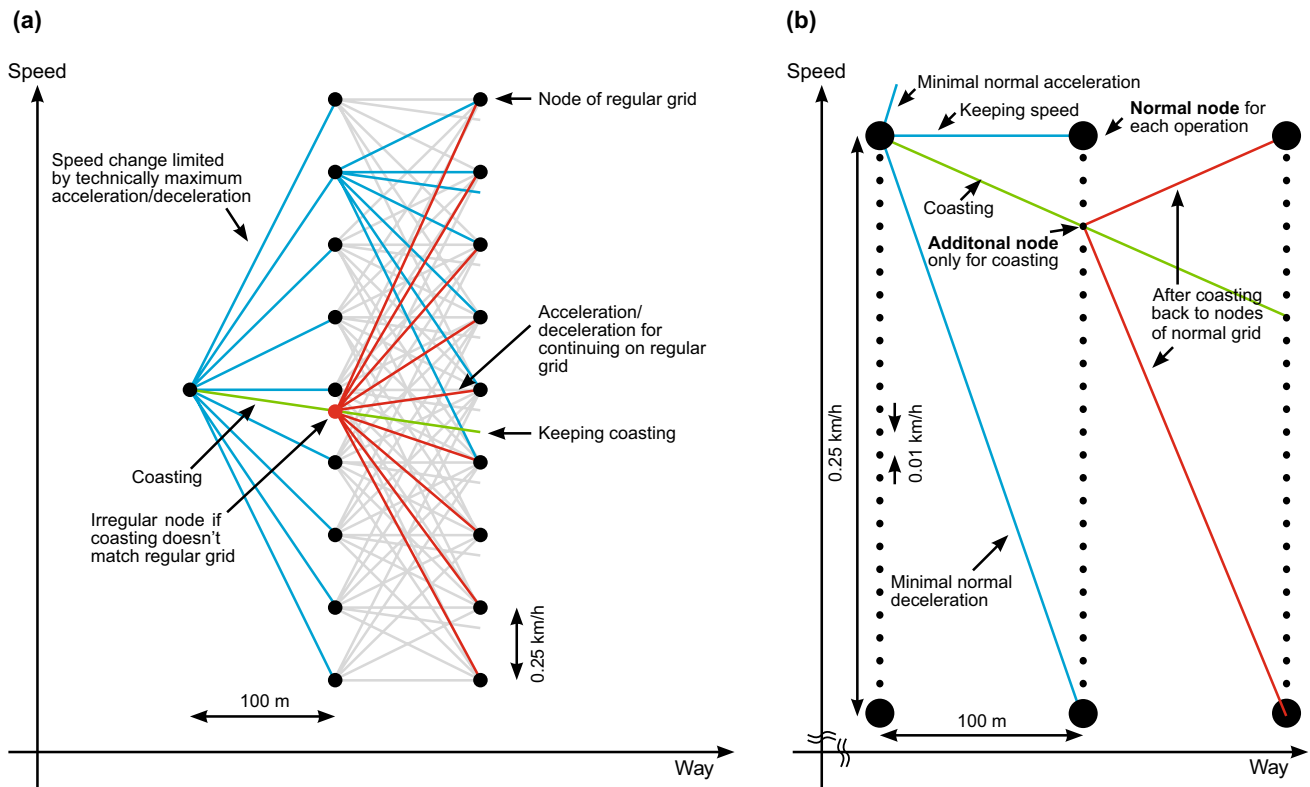 (a)
Speed
Node of regular grid
Speed change limited
by technically maximum
acceleration/deceleration
Acceleration/
deceleration for
continuing on regular
grid
Keeping coasting
Coasting
Irregular node if
coasting doesn't
match regular grid
0.25 km/h
100 m
Way
(b)
Speed
Minimal normal acceleration
Keeping speed
Normal node for
each operation
Coasting
Additonal node
only for coasting
After coasting
back to nodes
of normal grid
0.25 km/h
0.01 km/h
Minimal normal
deceleration
100 m
Way